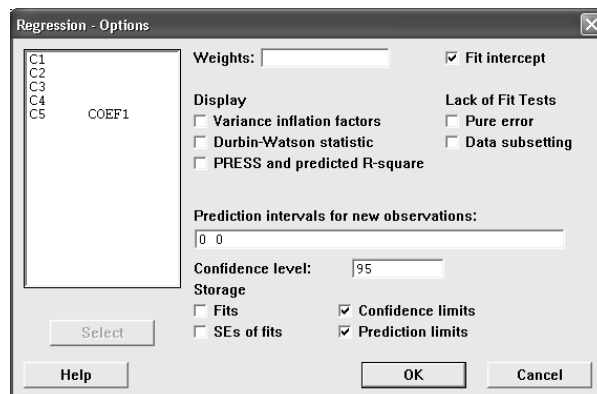 Regression - Options
C1
C2
C3
C4
C5 COEF1
Weights:
Fit intercept
Display
Lack of Fit Tests
Variance inflation factors
Pure error
Durbin-Watson statistic
Data subsetting
PRESS and predicted R-square
Prediction intervals for new observations:
0 0
Confidence level: 95
Storage
Fits
Confidence limits
SEs of fits
Prediction limits
Select
Help
OK
Cancel